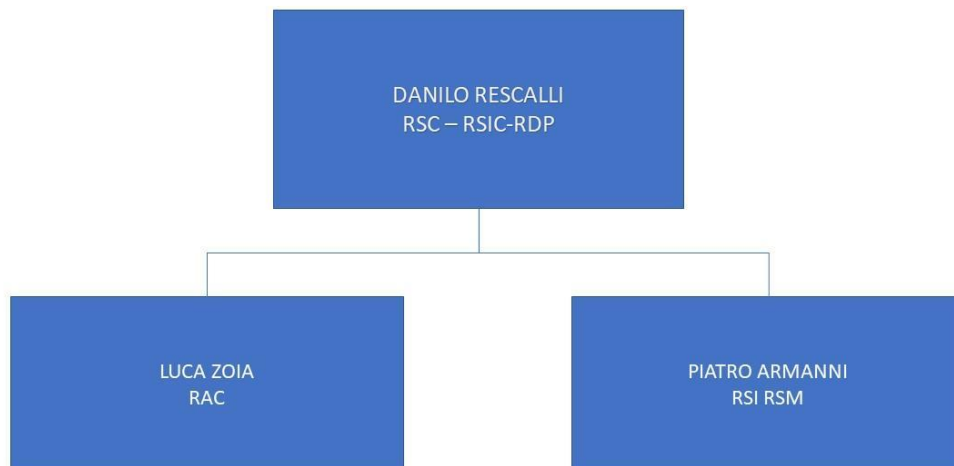 DANILO RESCALLI
RSC – RSIC-RDP
LUCA ZOIA
RAC
PIATRO ARMANNI
RSI RSM